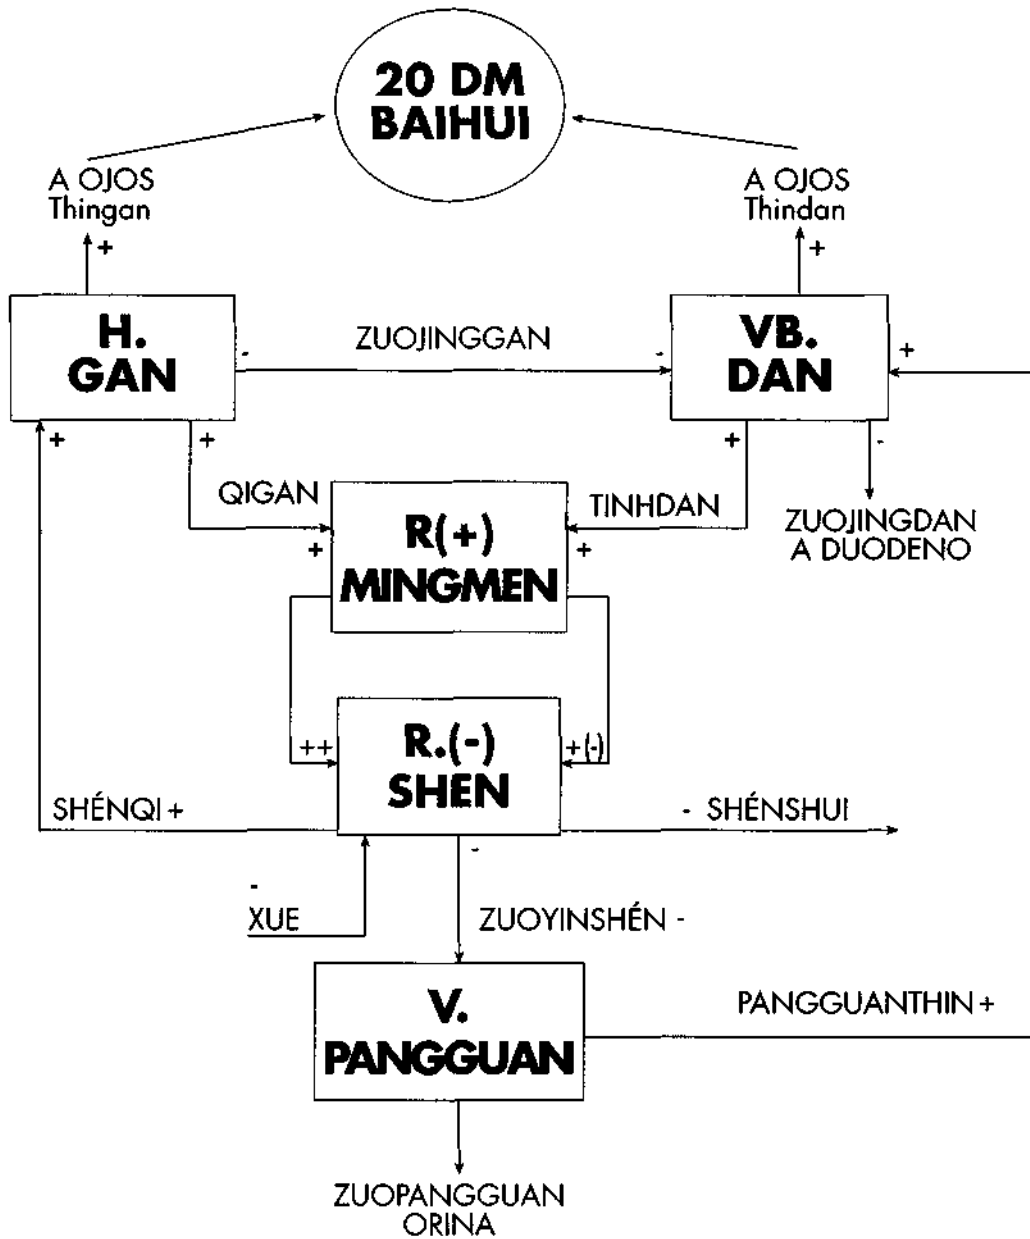 20 DM
BAIHUI
A OJOS
Thingan
A OJOS
Thindan
+
+
H.
GAN
-
ZUOJINGGAN
-
VB.
DAN
+
+
+
+
-
QIGAN
TINHDAN
ZUOJINGDAN
A DUODENO
R(+)
MINGMEN
+
+
++
R.(-)
SHEN
+(-)
SHÉNQI +
- SHÉNSHUI
-
-
XUE
ZUOYINSHÉN -
V.
PANGGUAN
PANGGUANTHIN +
ZUOPANGGUAN
ORINA